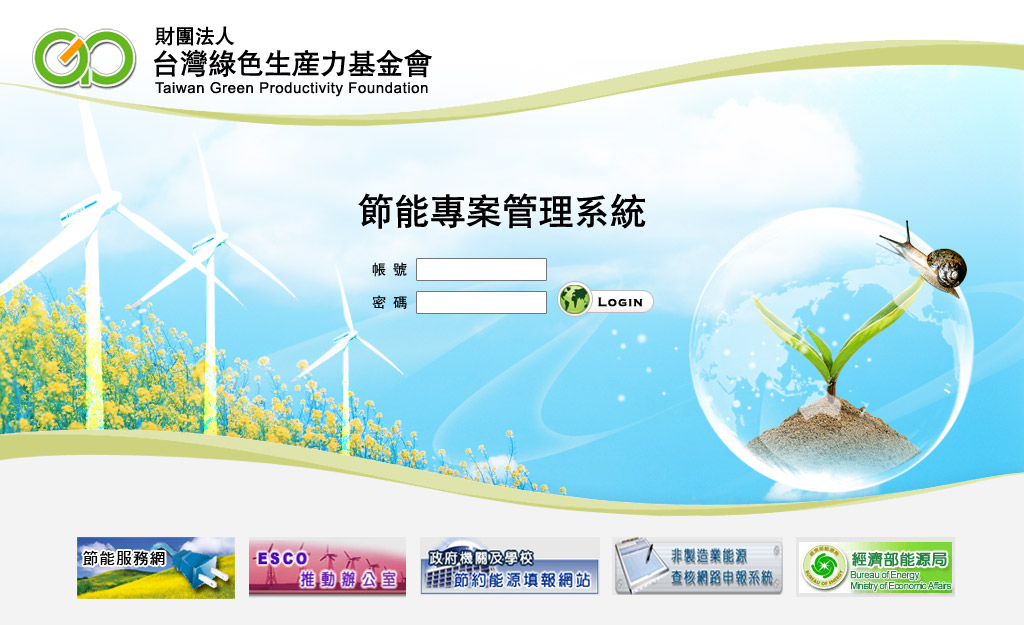 財團法人
台灣綠色生産力基金會
Taiwan Green Productivity Foundation
節能專案管理系統
帳 號
密 碼
LOGIN
節能服務網
ESCO
推動辦公室
政府機關及學校
節約能源填報網站
非製造業能源
查核網路申報系統
BUREAU OF ENERGY
經濟部能源局
Bureau of Energy
Ministry of Economic Affairs